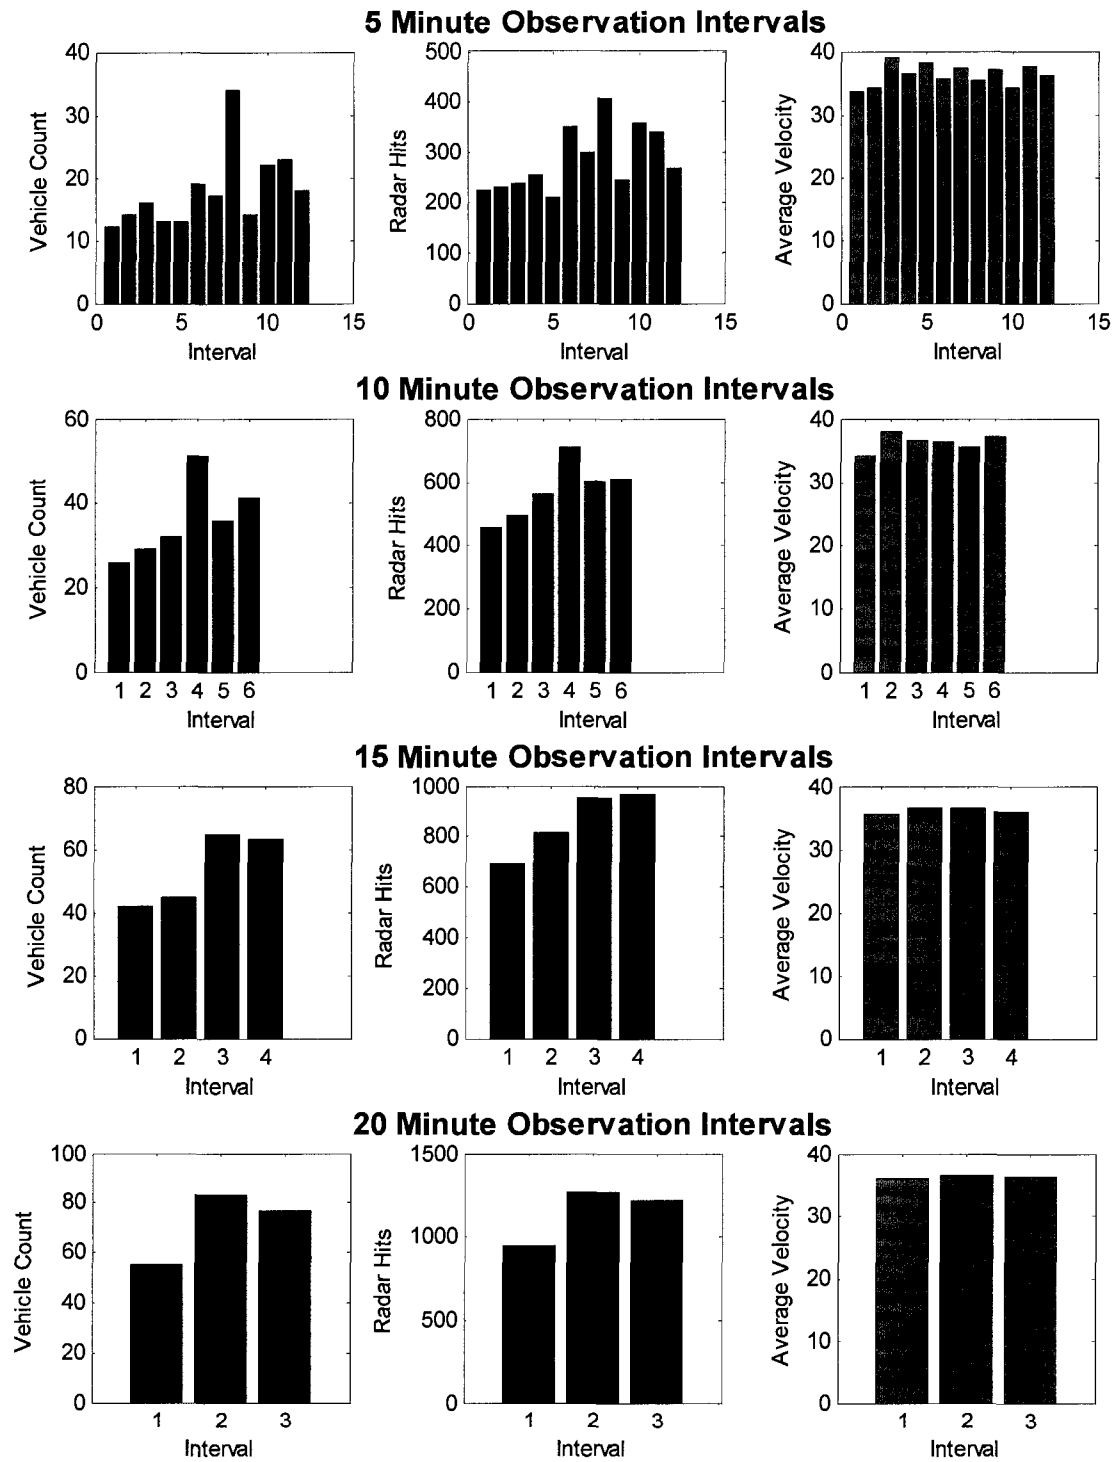 5 Minute Observation Intervals
40
30
20
10
0
Vehicle Count
0 5 10 15
Interval
500
400
300
200
100
0
Radar Hits
0 5 10 15
Interval
40
30
20
10
0
Average Velocity
0 5 10 15
Interval
10 Minute Observation Intervals
60
40
20
0
Vehicle Count
1 2 3 4 5 6
Interval
800
600
400
200
0
Radar Hits
1 2 3 4 5 6
Interval
40
30
20
10
0
Average Velocity
1 2 3 4 5 6
Interval
15 Minute Observation Intervals
80
60
40
20
0
Vehicle Count
1 2 3 4
Interval
1000
800
600
400
200
0
Radar Hits
1 2 3 4
Interval
40
30
20
10
0
Average Velocity
1 2 3 4
Interval
20 Minute Observation Intervals
100
80
60
40
20
0
Vehicle Count
1 2 3
Interval
1500
1000
500
0
Radar Hits
1 2 3
Interval
40
30
20
10
0
Average Velocity
1 2 3
Interval